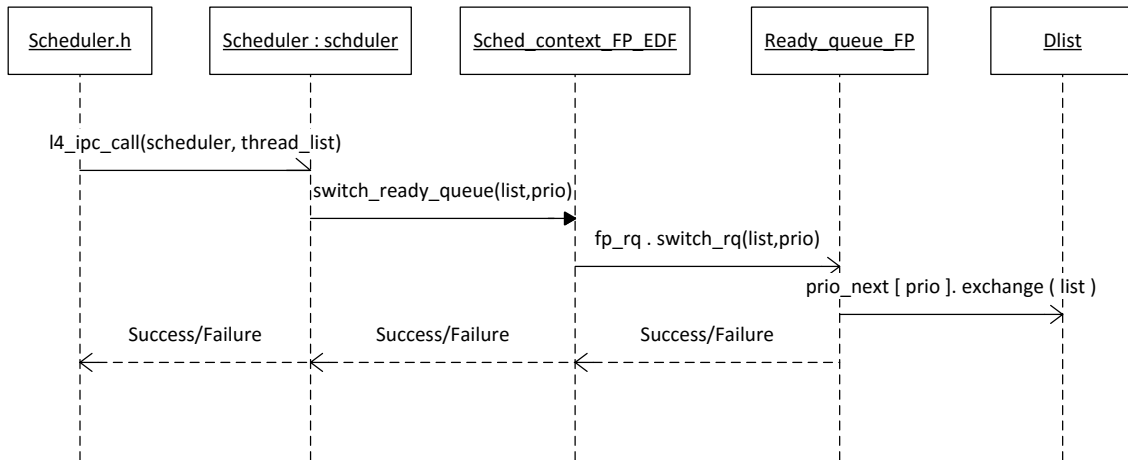 Scheduler.h
Scheduler : schduler
Sched_context_FP_EDF
Ready_queue_FP
Dlist
l4_ipc_call(scheduler, thread_list)
switch_ready_queue(list,prio)
fp_rq . switch_rq(list,prio)
prio_next [ prio ]. exchange ( list )
Success/Failure
Success/Failure
Success/Failure